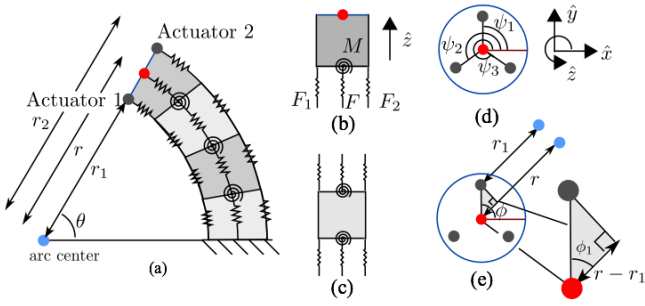 Actuator 2
Actuator 1
r₂
r
r₁
θ
arc center
(a)
M
ẑ
F₁
F
F₂
(b)
(c)
ψ₁
ψ₂
ψ₃
(d)
ŷ
x̂
ẑ
r₁
r
ϕ
(e)
ϕ₁
r − r₁